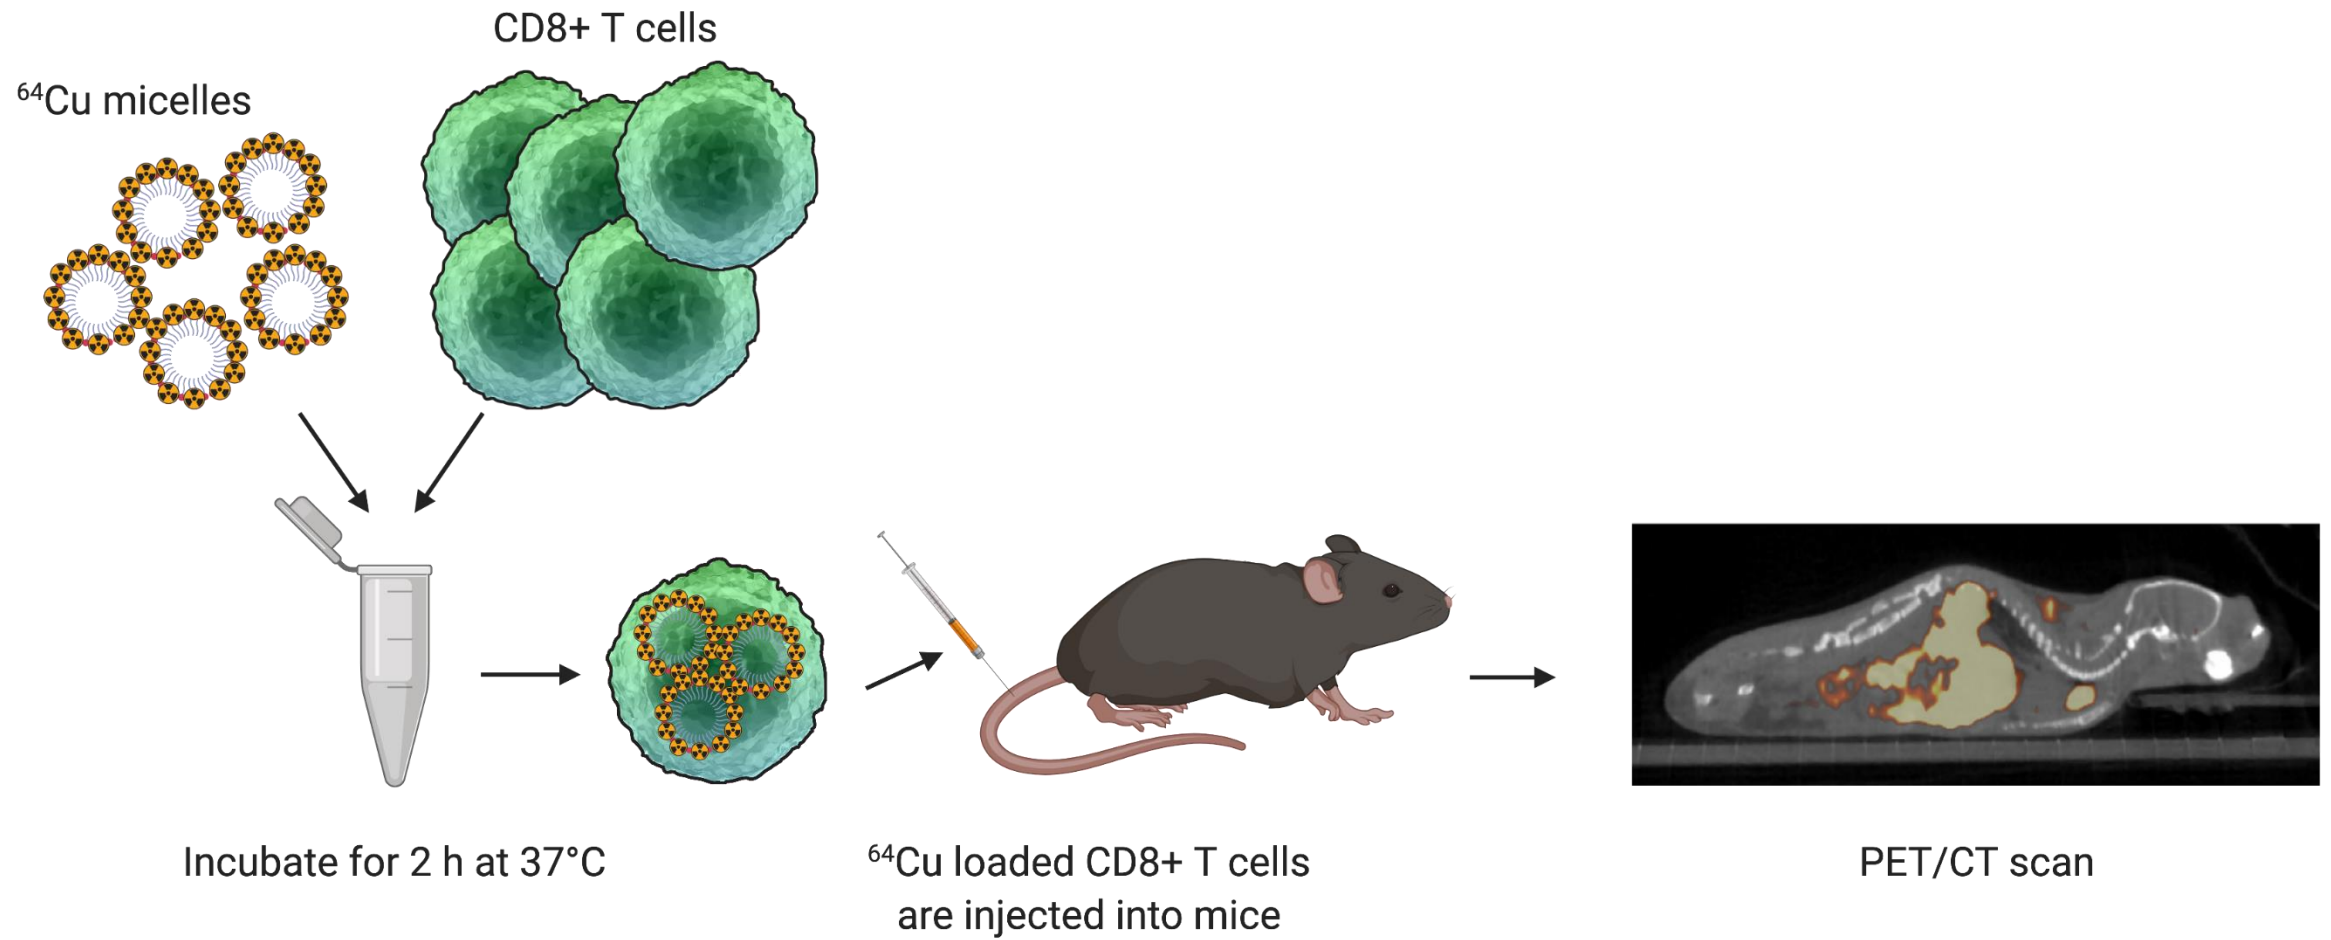 CD8+ T cells
⁶⁴Cu micelles
Incubate for 2 h at 37°C
⁶⁴Cu loaded CD8+ T cells
are injected into mice
PET/CT scan